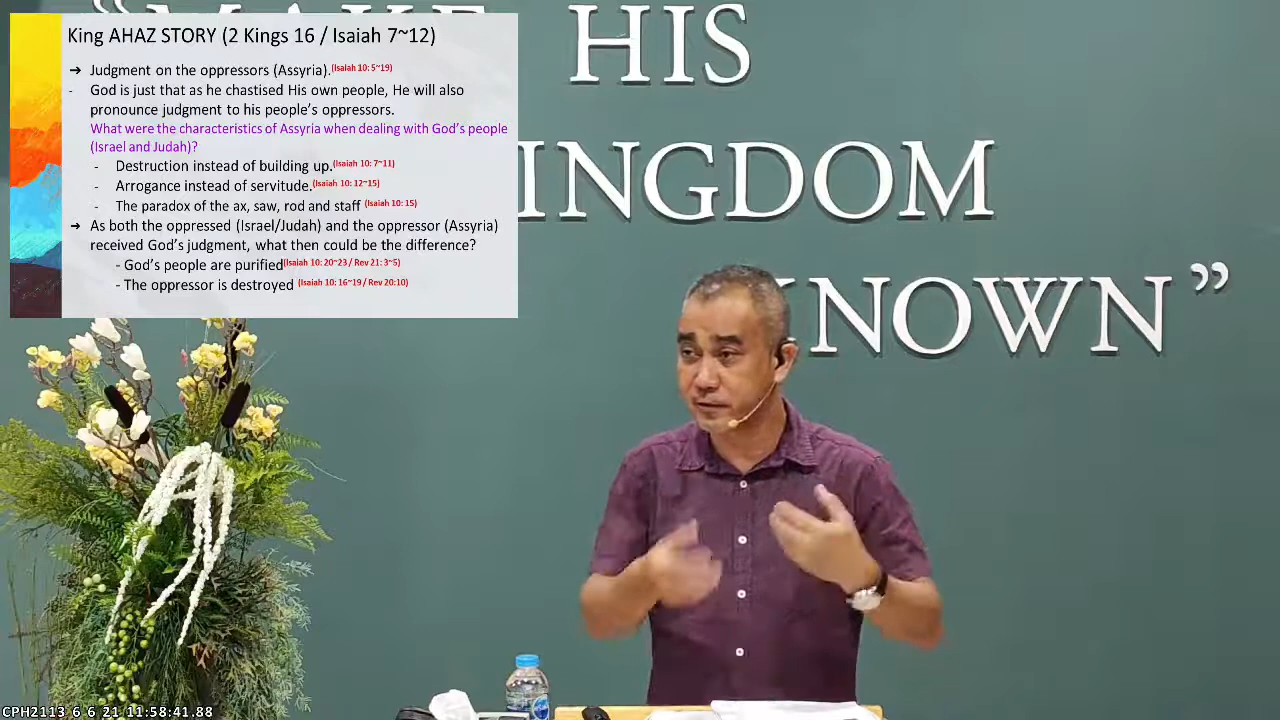 King AHAZ STORY (2 Kings 16 / Isaiah 7~12)
➔ Judgment on the oppressors (Assyria).(Isaiah 10: 5~19)
- God is just that as he chastised His own people, He will also
pronounce judgment to his people's oppressors.
What were the characteristics of Assyria when dealing with God's people
(Israel and Judah)?
- Destruction instead of building up.(Isaiah 10: 7~11)
- Arrogance instead of servitude.(Isaiah 10: 12~15)
- The paradox of the ax, saw, rod and staff (Isaiah 10: 15)
➔ As both the oppressed (Israel/Judah) and the oppressor (Assyria)
received God's judgment, what then could be the difference?
- God's people are purified(Isaiah 10: 20~23 / Rev 21: 3~5)
- The oppressor is destroyed (Isaiah 10: 16~19 / Rev 20:10)
“MAKE HIS
INGDOM
NOWN”
CPH2113 6 6 21 11:58:41.88